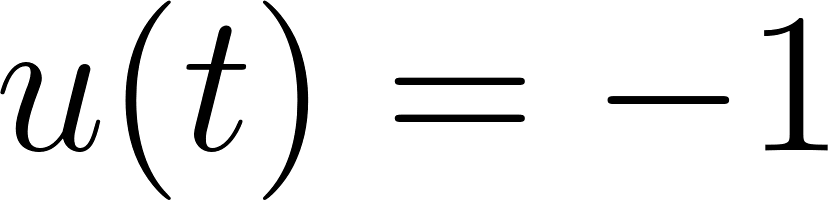 u(t) = −1